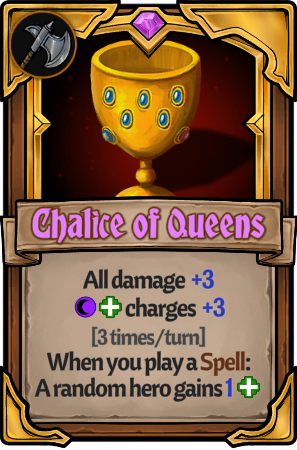 Chalice of Queens
All damage +3
charges +3
[3 times/turn]
When you play a Spell:
A random hero gains 1